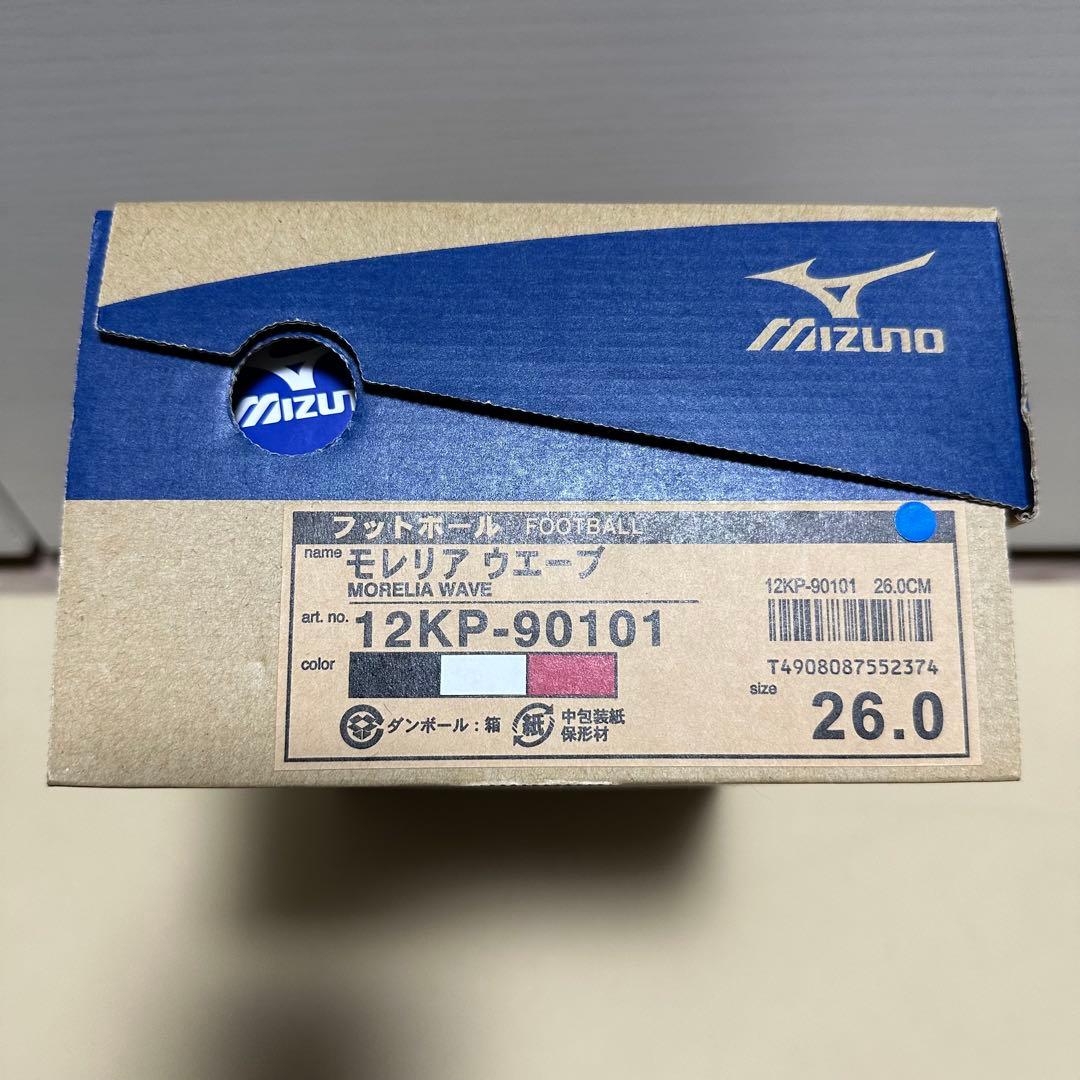 MIZUNO
MIZUN
フットボール FOOTBALL
name モレリア ウエーブ
MORELIA WAVE
art. no. 12KP-90101
color
12KP-90101 26.0CM
T4908087552374
size
26.0
ダンボール:箱
紙
中包装紙
保形材